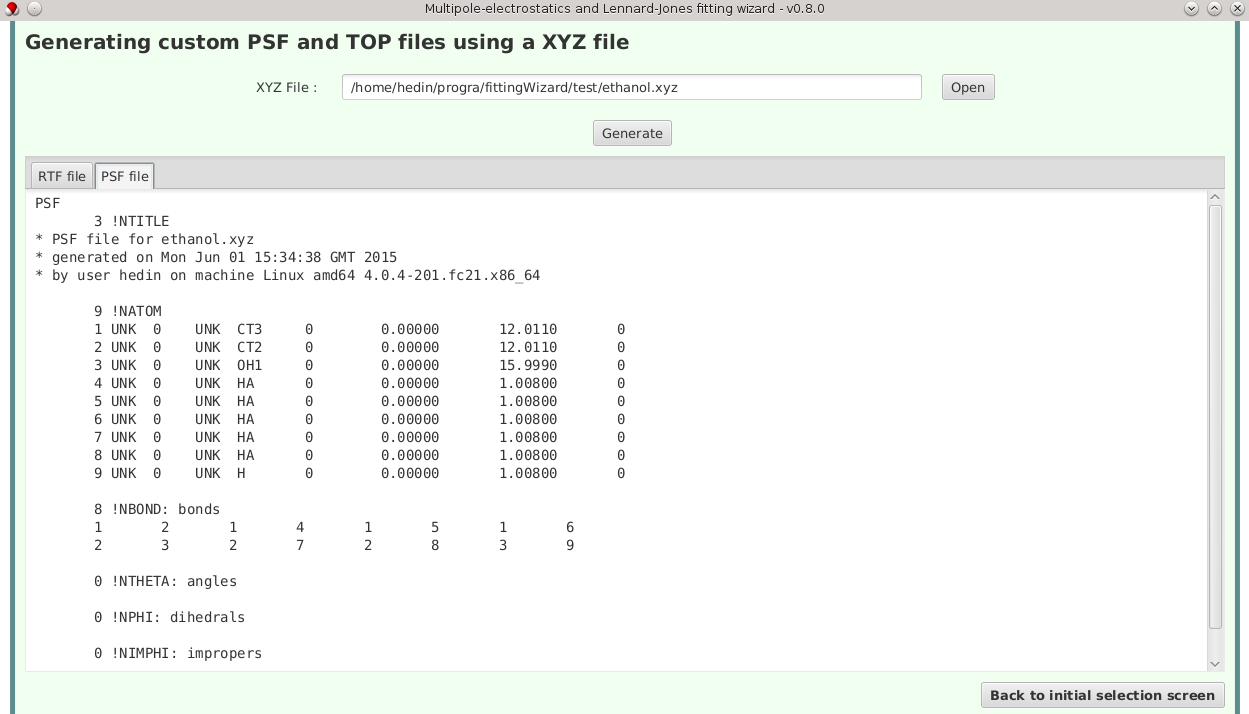 Multipole-electrostatics and Lennard-Jones fitting wizard - v0.8.0
Generating custom PSF and TOP files using a XYZ file
XYZ File : /home/hedin/progra/fittingWizard/test/ethanol.xyz Open
Generate
RTF file PSF file
PSF
3 !NTITLE
* PSF file for ethanol.xyz
* generated on Mon Jun 01 15:34:38 GMT 2015
* by user hedin on machine Linux amd64 4.0.4-201.fc21.x86_64
9 !NATOM
1 UNK 0 UNK CT3 0 0.00000 12.0110 0
2 UNK 0 UNK CT2 0 0.00000 12.0110 0
3 UNK 0 UNK OH1 0 0.00000 15.9990 0
4 UNK 0 UNK HA 0 0.00000 1.00800 0
5 UNK 0 UNK HA 0 0.00000 1.00800 0
6 UNK 0 UNK HA 0 0.00000 1.00800 0
7 UNK 0 UNK HA 0 0.00000 1.00800 0
8 UNK 0 UNK HA 0 0.00000 1.00800 0
9 UNK 0 UNK H 0 0.00000 1.00800 0
8 !NBOND: bonds
1 2 1 4 1 5 1 6
2 3 2 7 2 8 3 9
0 !NTHETA: angles
0 !NPHI: dihedrals
0 !NIMPHI: impropers
Back to initial selection screen